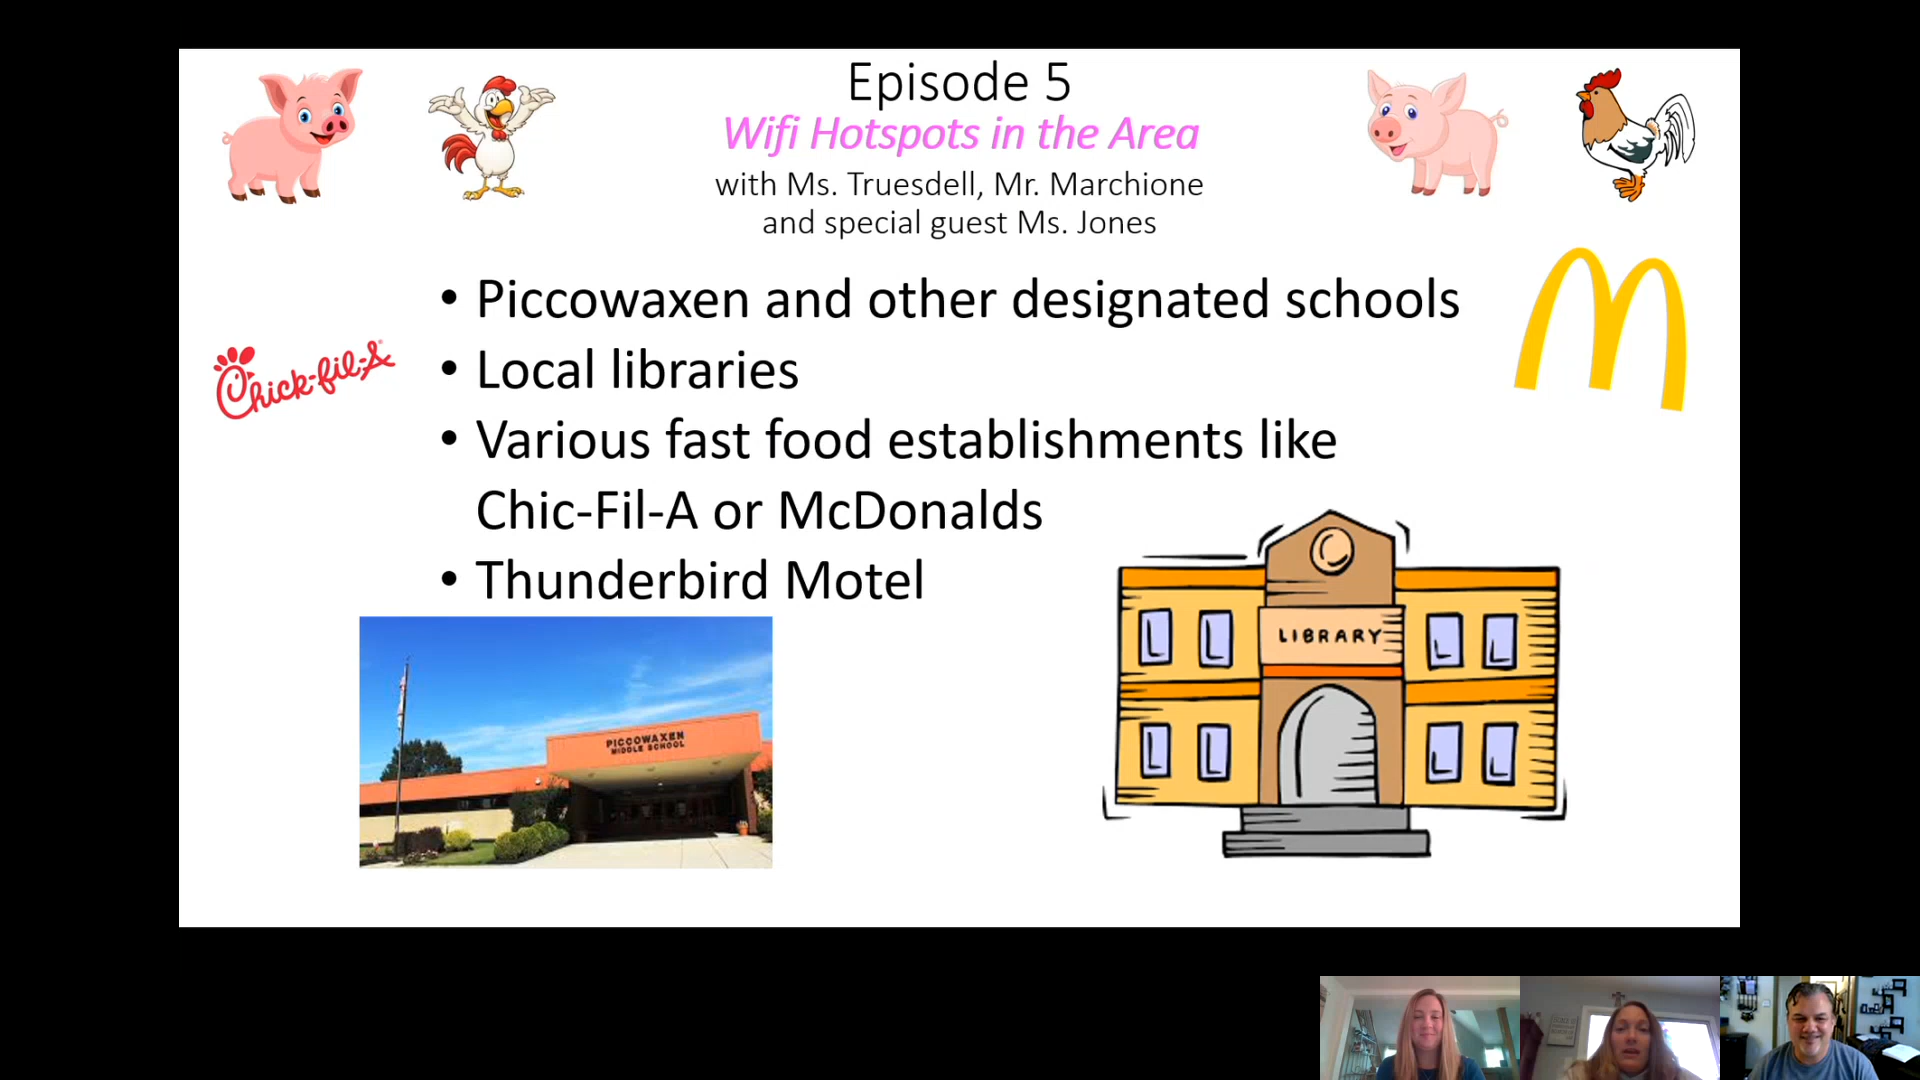 Episode 5
Wifi Hotspots in the Area
with Ms. Truesdell, Mr. Marchione
and special guest Ms. Jones
• Piccowaxen and other designated schools
• Local libraries
Chick-fil-A
• Various fast food establishments like
Chic-Fil-A or McDonalds
• Thunderbird Motel
LIBRARY
PICCOWAXEN
MIDDLE SCHOOL